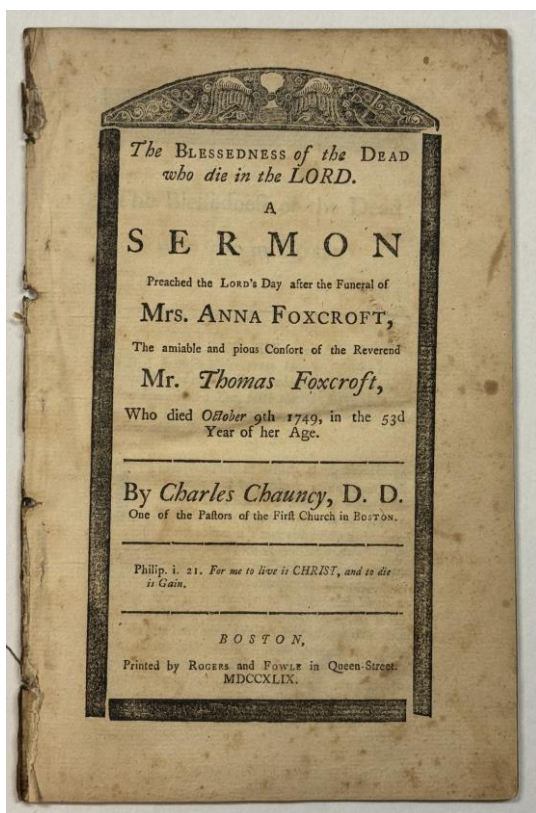 The BLESSEDNESS of the DEAD
who die in the LORD.
A
SERMON
Preached the LORD's Day after the Funeral of
Mrs. ANNA FOXCROFT,
The amiable and pious Conſort of the Reverend
Mr. Thomas Foxcroft,
Who died October 9th 1749, in the 53d
Year of her Age.
By Charles Chauncy, D. D.
One of the Paſtors of the Firſt Church in BOSTON.
Philip. i. 21. For me to live is CHRIST, and to die
is Gain.
BOSTON,
Printed by ROGERS and FOWLE in Queen-Street.
MDCCXLIX.